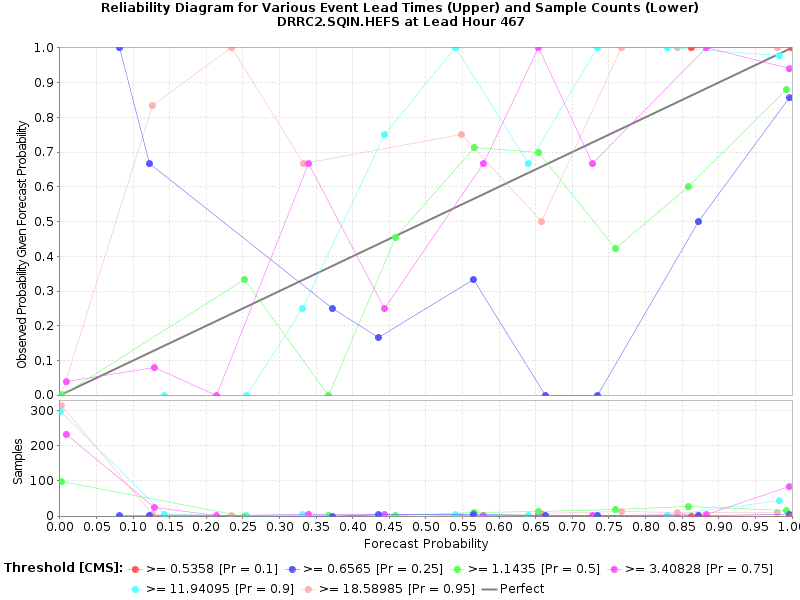 Reliability Diagram for Various Event Lead Times (Upper) and Sample Counts (Lower)
DRRC2.SQIN.HEFS at Lead Hour 467
Observed Probability Given Forecast Probability
1.0
0.9
0.8
0.7
0.6
0.5
0.4
0.3
0.2
0.1
0.0
Samples
300
200
100
0
0.00 0.05 0.10 0.15 0.20 0.25 0.30 0.35 0.40 0.45 0.50 0.55 0.60 0.65 0.70 0.75 0.80 0.85 0.90 0.95 1.00
Forecast Probability
Threshold [CMS]: >= 0.5358 [Pr = 0.1] >= 0.6565 [Pr = 0.25] >= 1.1435 [Pr = 0.5] >= 3.40828 [Pr = 0.75]
>= 11.94095 [Pr = 0.9] >= 18.58985 [Pr = 0.95] Perfect